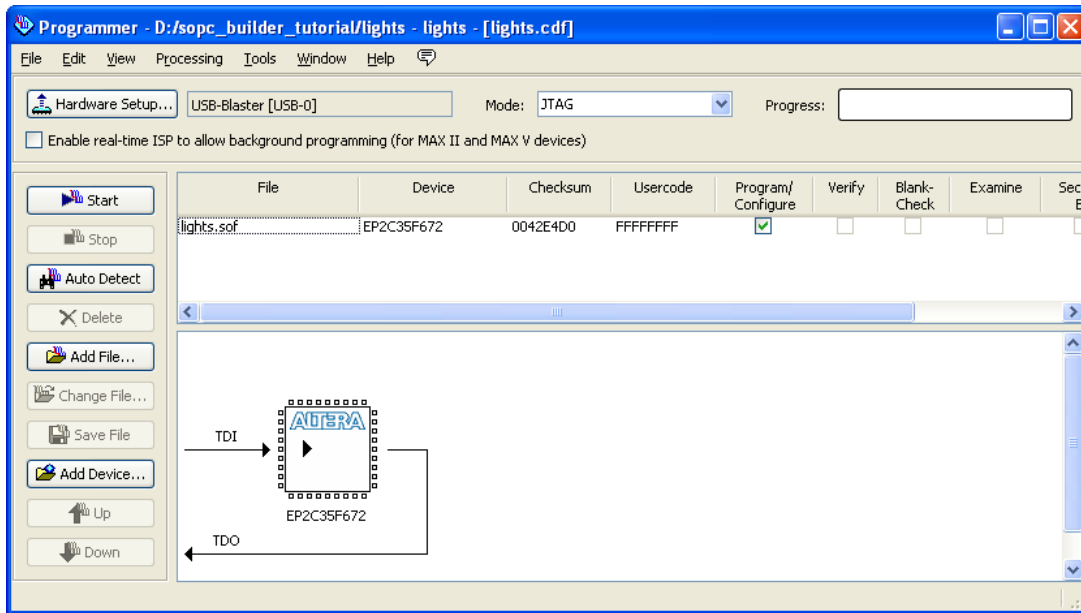 Programmer - D:/sopc_builder_tutorial/lights - lights - [lights.cdf]
File Edit View Processing Tools Window Help
Hardware Setup... USB-Blaster [USB-0] Mode: JTAG Progress:
Enable real-time ISP to allow background programming (for MAX II and MAX V devices)
Start
Stop
Auto Detect
Delete
Add File...
Change File...
Save File
Add Device...
Up
Down
File Device Checksum Usercode Program/ Verify Blank- Examine Sec
Configure Check
lights.sof EP2C35F672 0042E4D0 FFFFFFFF
ALTERA
TDI
EP2C35F672
TDO